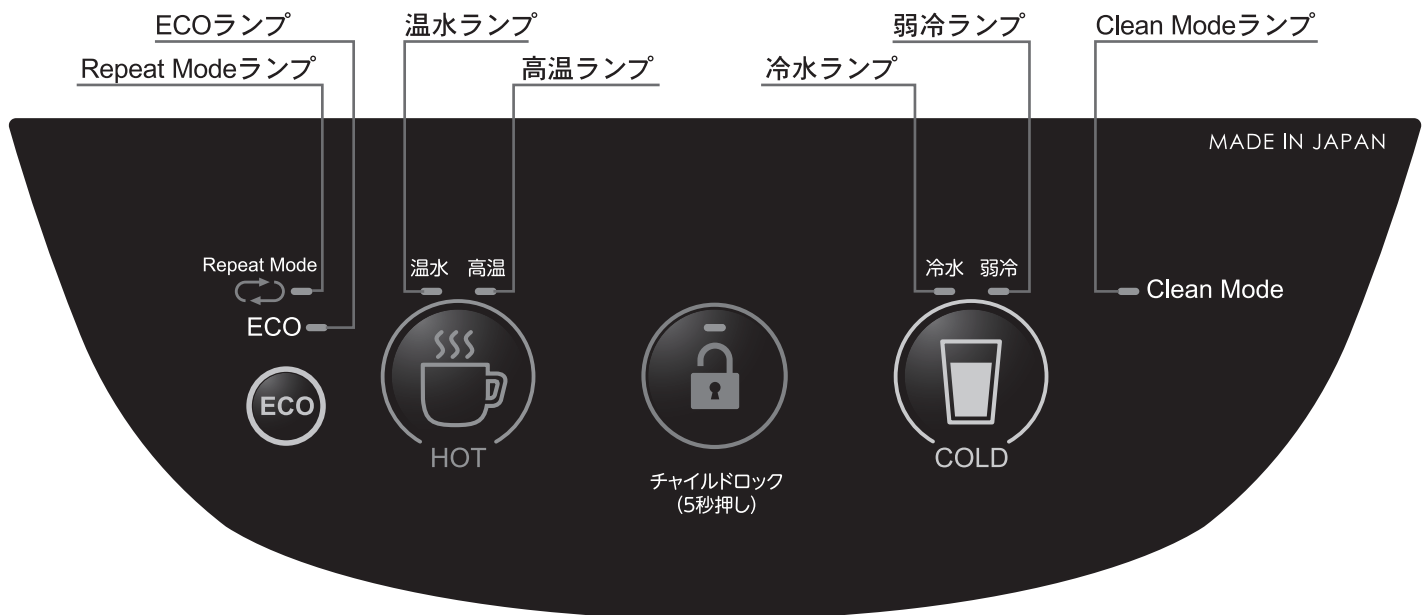 ECOランプ
温水ランプ
弱冷ランプ
Clean Modeランプ
Repeat Modeランプ
高温ランプ
冷水ランプ
MADE IN JAPAN
Repeat Mode
温水
高温
冷水
弱冷
Clean Mode
ECO
ECO
HOT
COLD
チャイルドロック
(5秒押し)